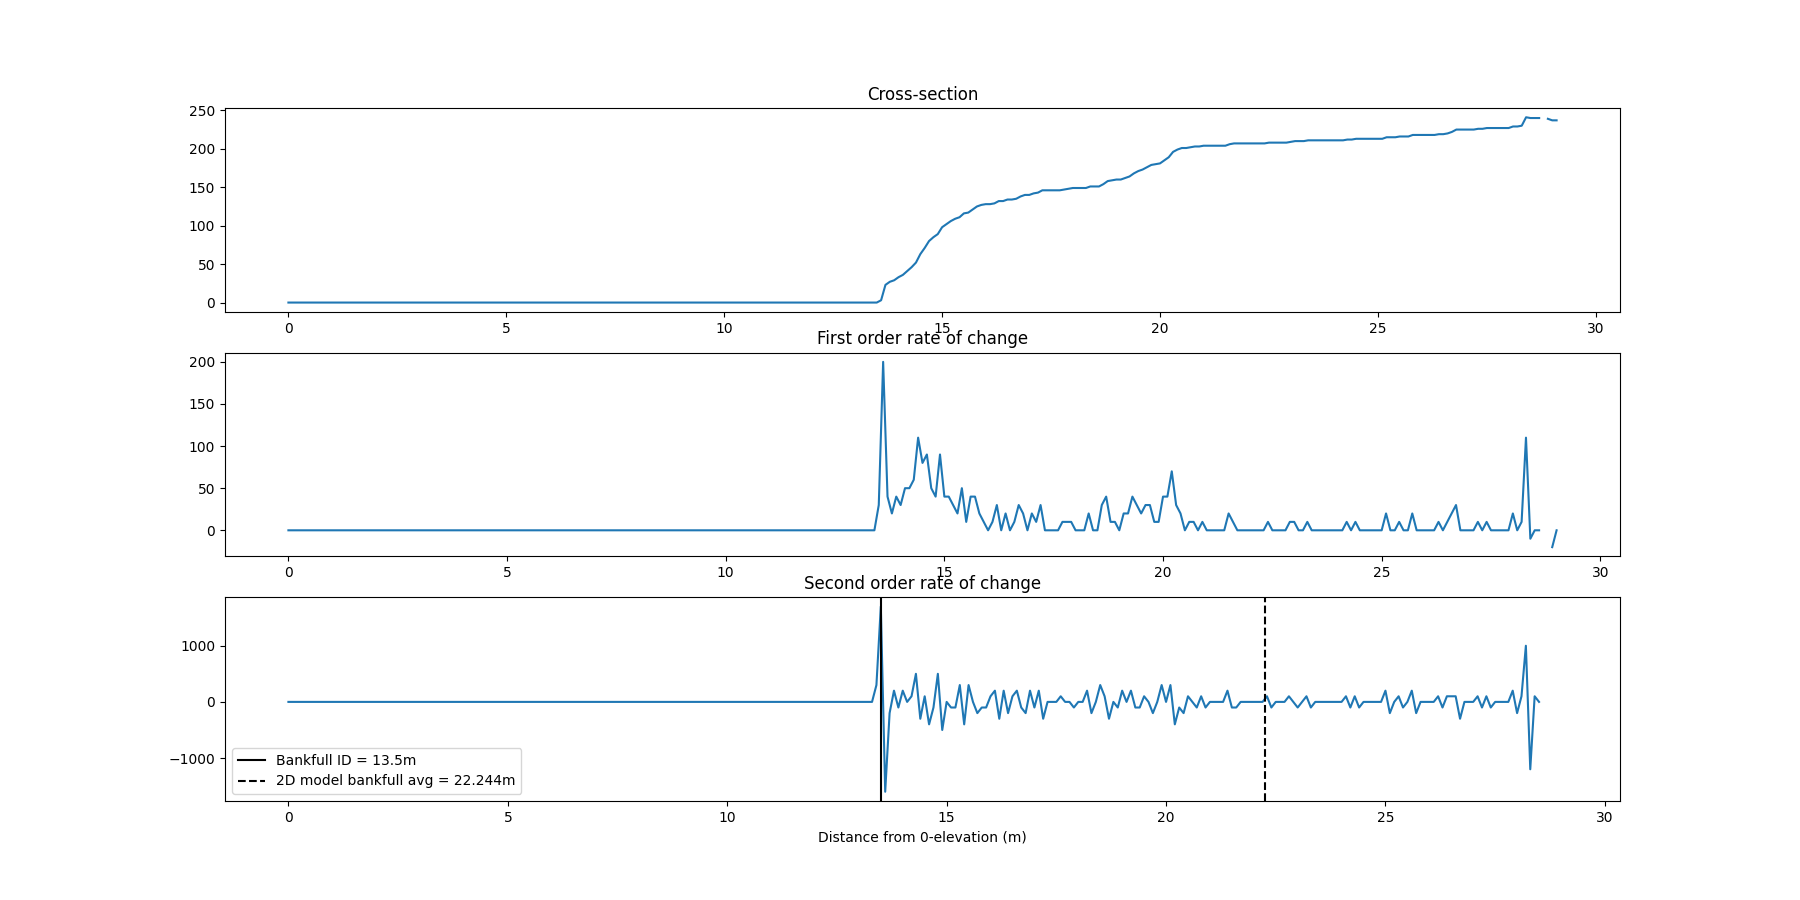 Cross-section
250
200
150
100
50
0
0 5 10 15 20 25 30
First order rate of change
200
150
100
50
0
0 5 10 15 20 25 30
Second order rate of change
1000
0
−1000
Bankfull ID = 13.5m
2D model bankfull avg = 22.244m
0 5 10 15 20 25 30
Distance from 0-elevation (m)